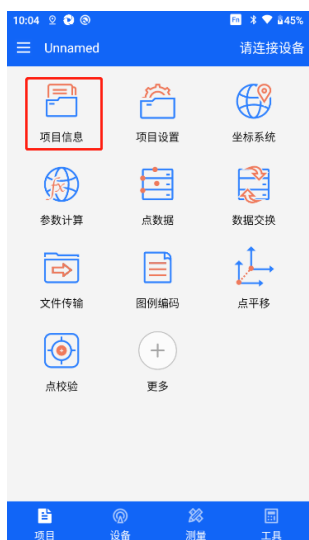 10:04 Fn 45%
Unnamed 请连接设备
项目信息 项目设置 坐标系统
参数计算 点数据 数据交换
文件传输 图例编码 点平移
点校验 更多
项目 设备 测量 工具